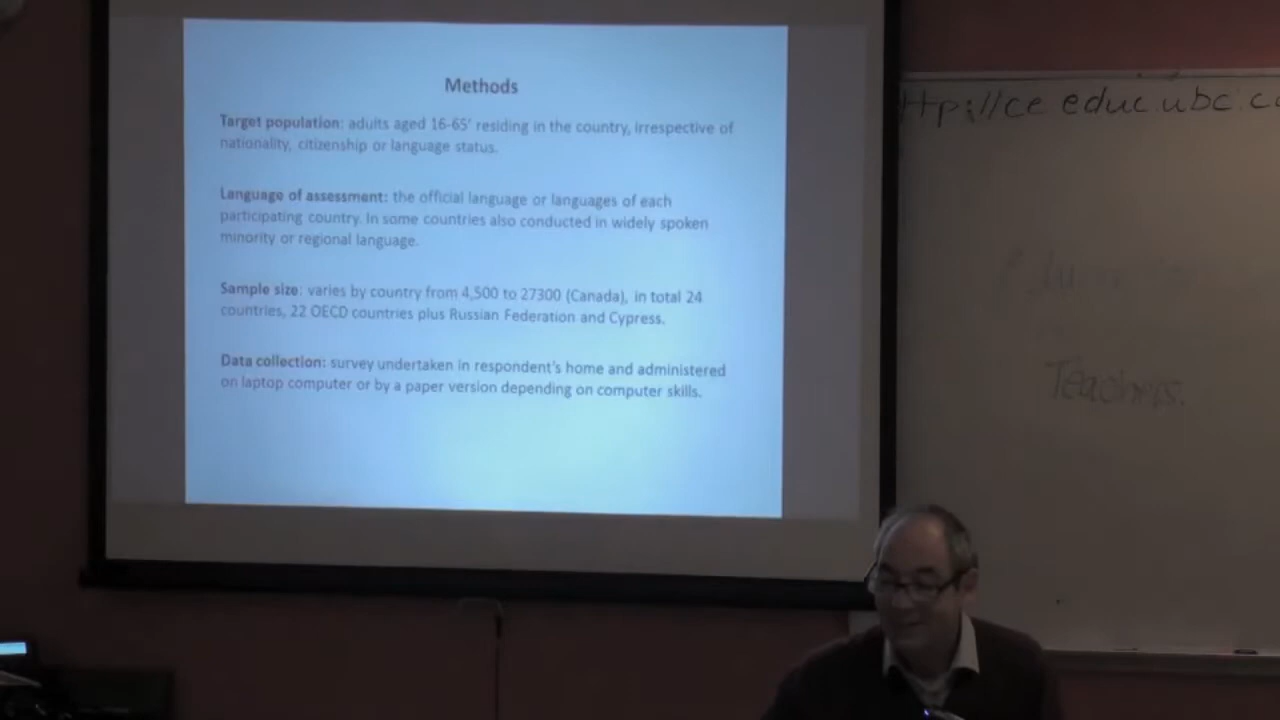 Methods
Target population: adults aged 16-65' residing in the country, irrespective of
nationality, citizenship or language status.
Language of assessment: the official language or languages of each
participating country. In some countries also conducted in widely spoken
minority or regional language.
Sample size: varies by country from 4,500 to 27300 (Canada), in total 24
countries, 22 OECD countries plus Russian Federation and Cypress.
Data collection: survey undertaken in respondent's home and administered
on laptop computer or by a paper version depending on computer skills.
ttp://ce.educ.ubc.c
Teachers.